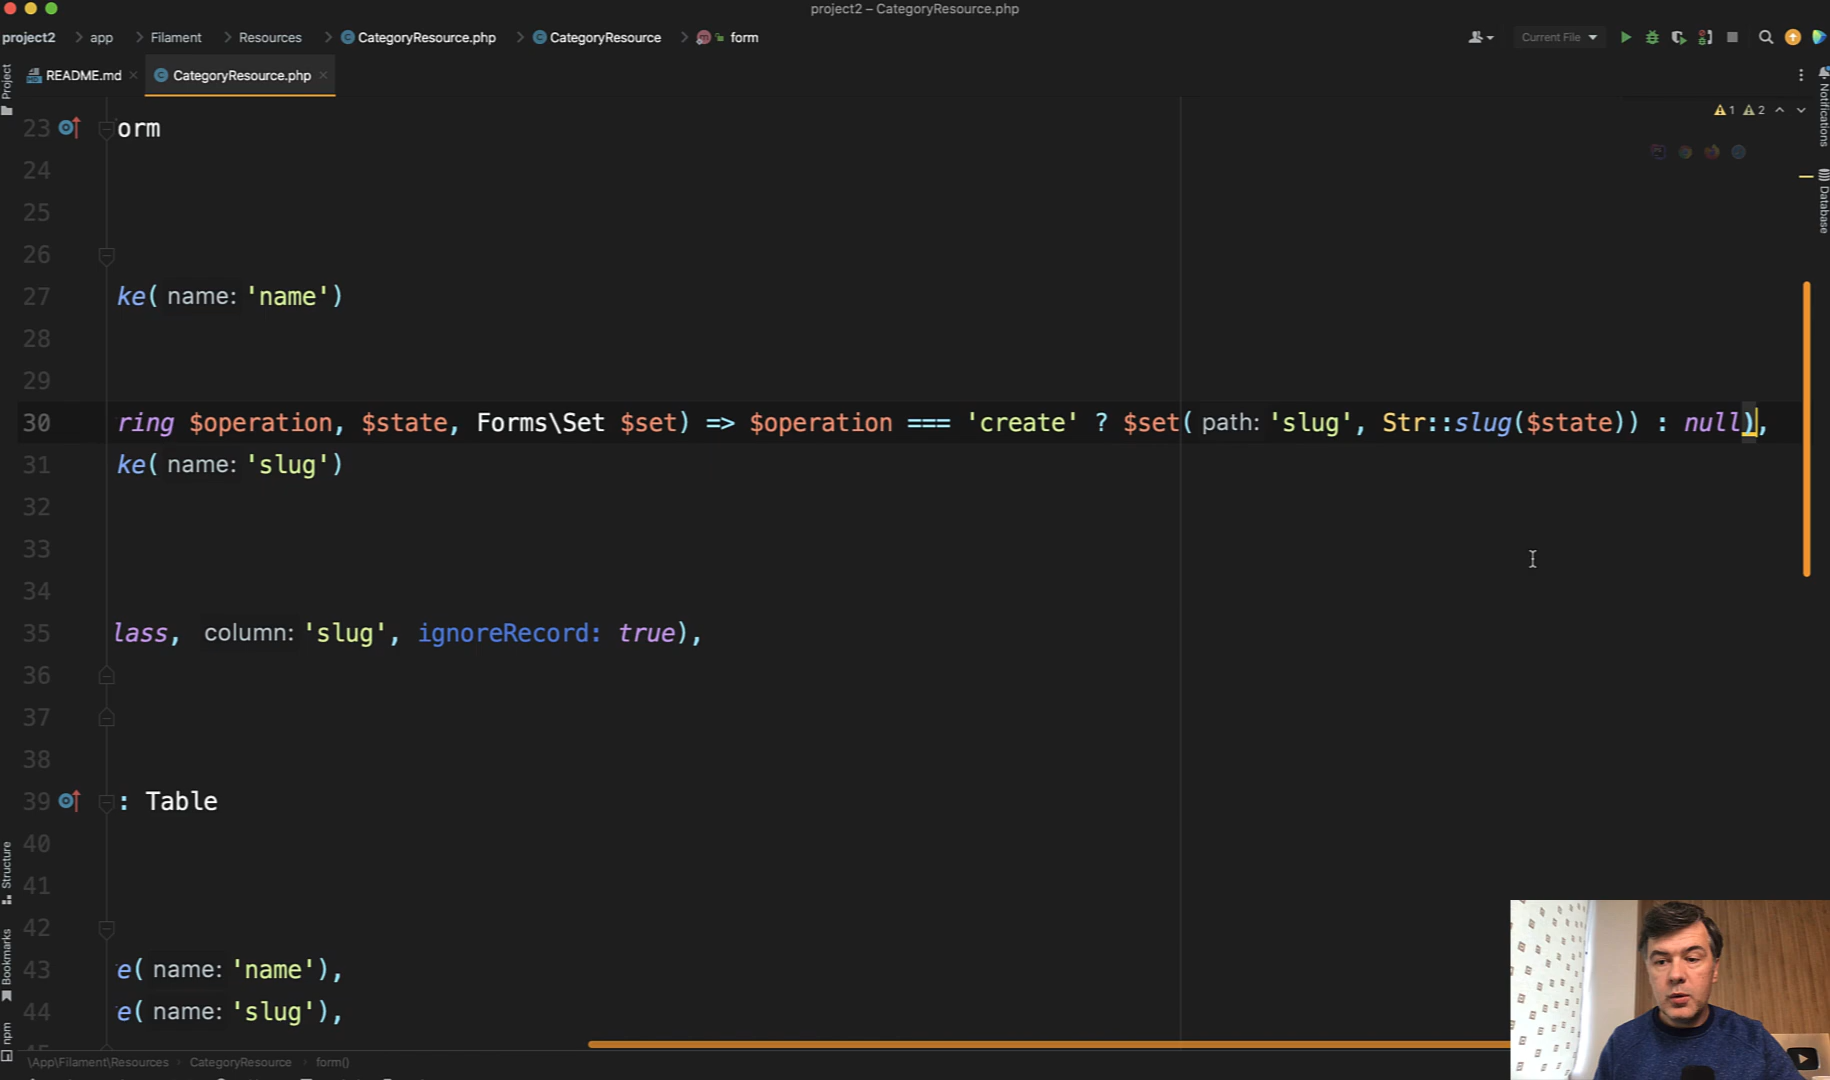 project2 – CategoryResource.php
project2 app Filament Resources CategoryResource.php CategoryResource form
Current File
README.md CategoryResource.php
Project
Notifications
Database
1 2
23 orm
24
25
26
27 ke( name: 'name')
28
29
30 ring $operation, $state, Forms\Set $set) => $operation === 'create' ? $set( path: 'slug', Str::slug($state)) : null),
31 ke( name: 'slug')
32
33
34
35 lass, column: 'slug', ignoreRecord: true),
36
37
38
39 : Table
40
41
42
43 e( name: 'name'),
44 e( name: 'slug'),
Structure
Bookmarks
npm
\App\Filament\Resources CategoryResource form()